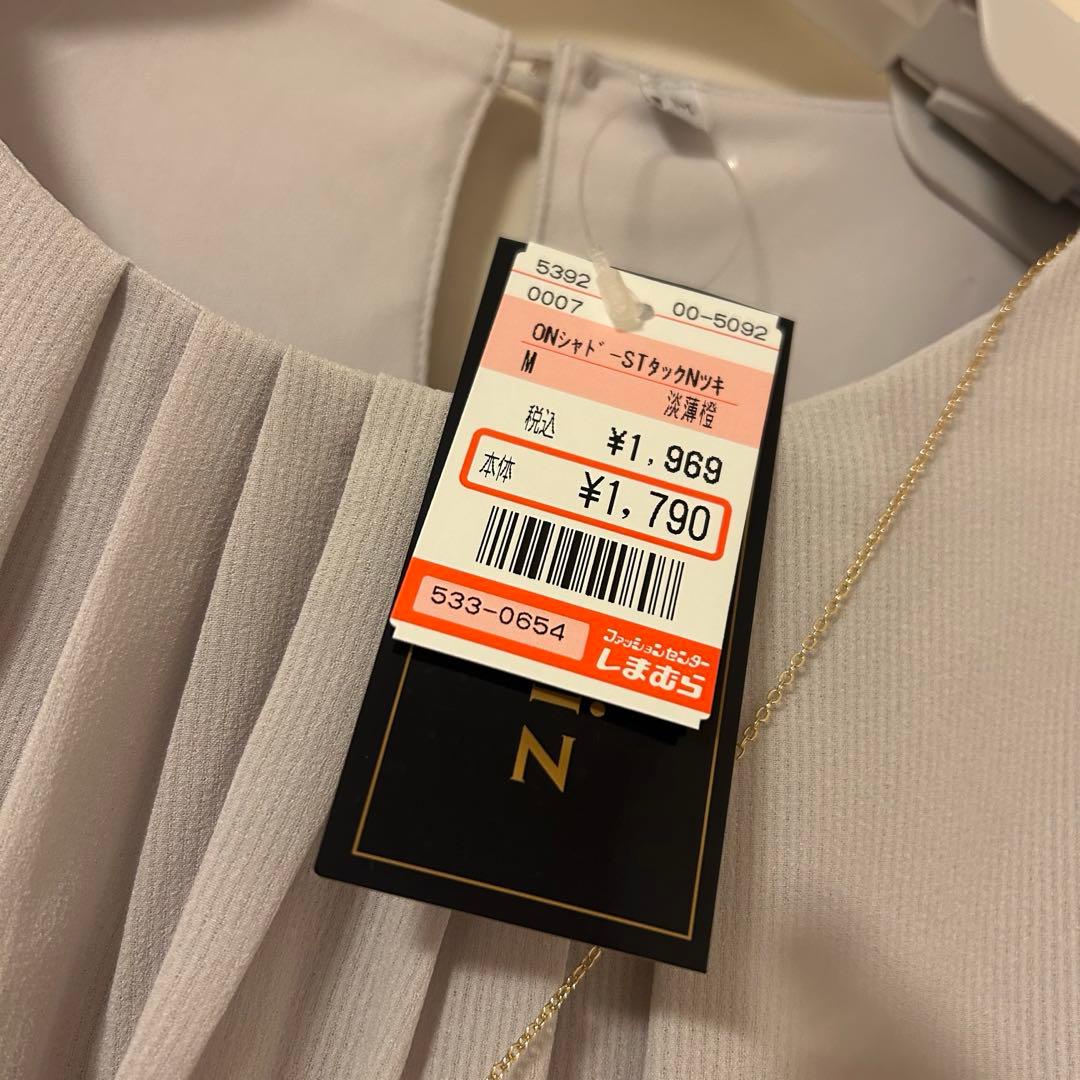 5392
0007
00-5092
ONシャドーSTタックNツキ
M
淡薄橙
税込 ¥1,969
本体 ¥1,790
533-0654
ファッションセンター
しまむら
N